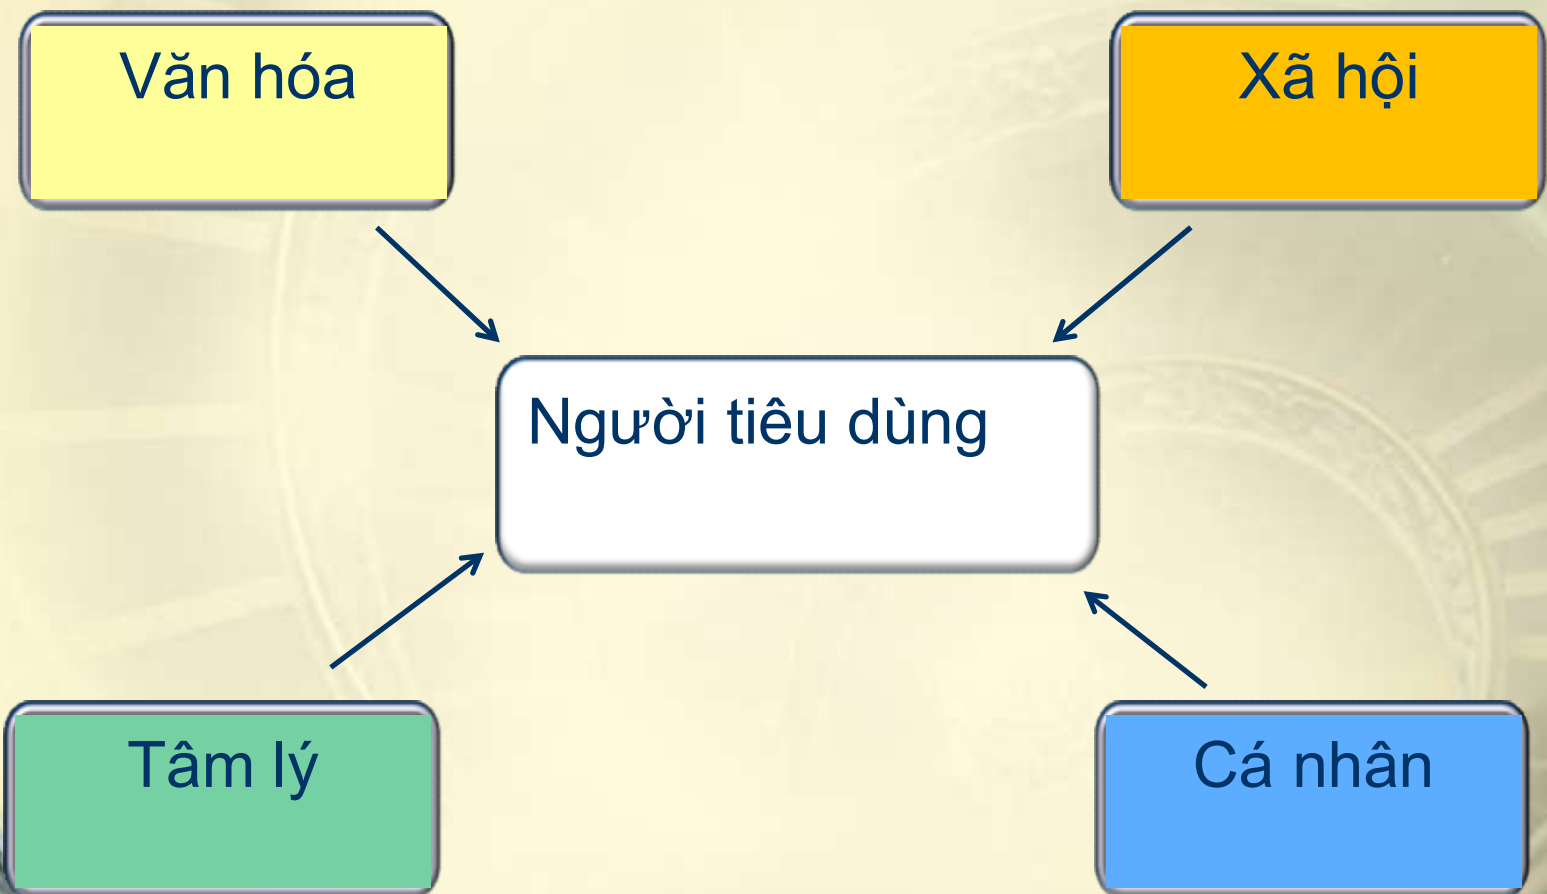 Văn hóa
Xã hội
Người tiêu dùng
Tâm lý
Cá nhân